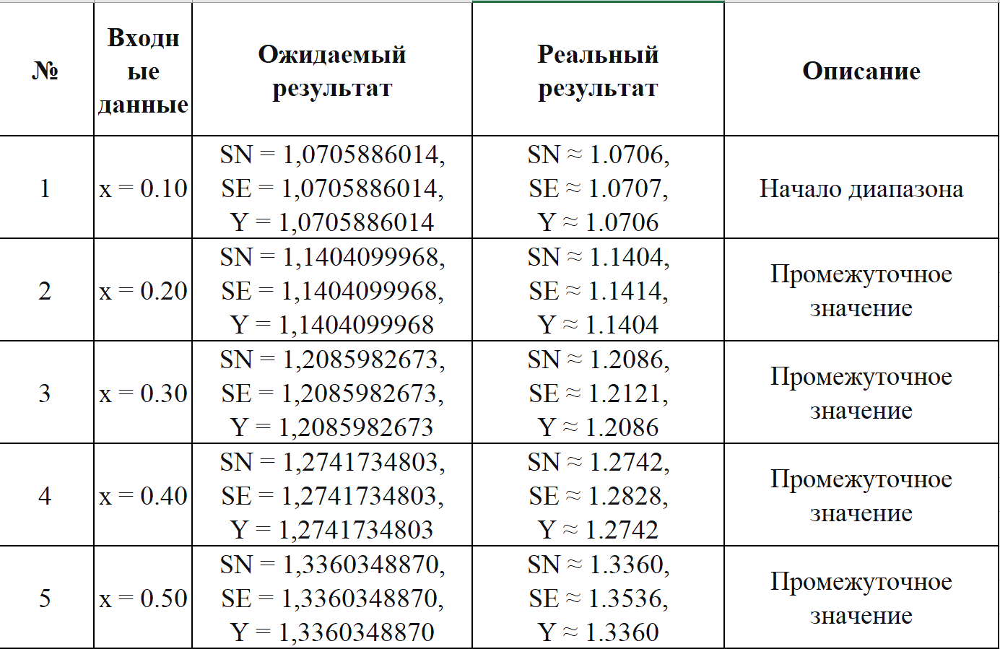 №
Входн
ые
данные
Ожидаемый
результат
Реальный
результат
Описание
1
x = 0.10
SN = 1,0705886014,
SE = 1,0705886014,
Y = 1,0705886014
SN ≈ 1.0706,
SE ≈ 1.0707,
Y ≈ 1.0706
Начало диапазона
2
x = 0.20
SN = 1,1404099968,
SE = 1,1404099968,
Y = 1,1404099968
SN ≈ 1.1404,
SE ≈ 1.1414,
Y ≈ 1.1404
Промежуточное
значение
3
x = 0.30
SN = 1,2085982673,
SE = 1,2085982673,
Y = 1,2085982673
SN ≈ 1.2086,
SE ≈ 1.2121,
Y ≈ 1.2086
Промежуточное
значение
4
x = 0.40
SN = 1,2741734803,
SE = 1,2741734803,
Y = 1,2741734803
SN ≈ 1.2742,
SE ≈ 1.2828,
Y ≈ 1.2742
Промежуточное
значение
5
x = 0.50
SN = 1,3360348870,
SE = 1,3360348870,
Y = 1,3360348870
SN ≈ 1.3360,
SE ≈ 1.3536,
Y ≈ 1.3360
Промежуточное
значение